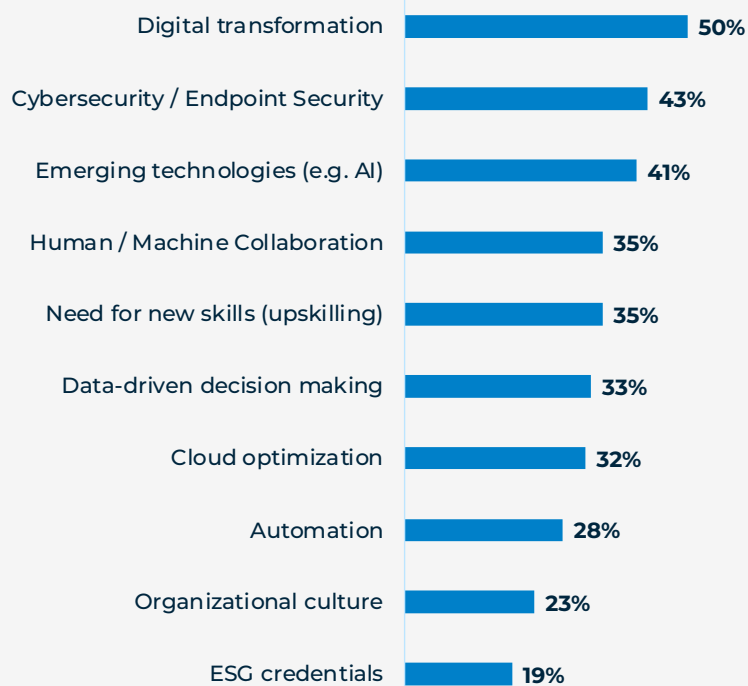 Digital transformation 50%
Cybersecurity / Endpoint Security 43%
Emerging technologies (e.g. AI) 41%
Human / Machine Collaboration 35%
Need for new skills (upskilling) 35%
Data-driven decision making 33%
Cloud optimization 32%
Automation 28%
Organizational culture 23%
ESG credentials 19%